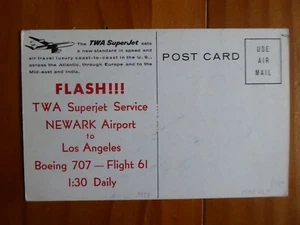 The TWA SuperJet sets
a new standard in speed and
air travel luxury coast-to-coast in the U. S.,
across the Atlantic, through Europe and to the
Mid-east and India.
POST CARD
USE
AIR
MAIL
FLASH!!!
TWA Superjet Service
NEWARK Airport
to
Los Angeles
Boeing 707 — Flight 61
1:30 Daily